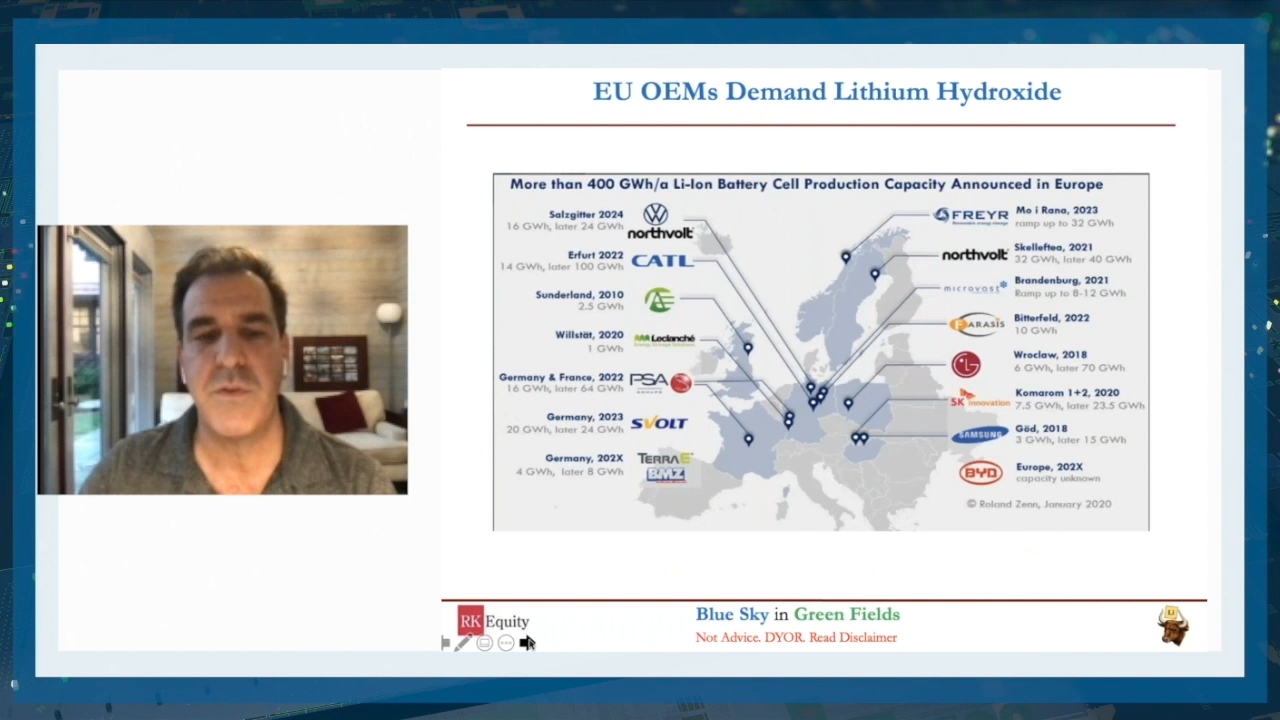 EU OEMs Demand Lithium Hydroxide
More than 400 GWh/a Li-Ion Battery Cell Production Capacity Announced in Europe
Salzgitter 2024
16 GWh, later 24 GWh
northvolt
Erfurt 2022
14 GWh, later 100 GWh
CATL
Sunderland, 2010
2.5 GWh
Willstät, 2020
1 GWh
Leclanché
Germany & France, 2022
16 GWh, later 64 GWh
PSA
GROUPE
Germany, 2023
20 GWh, later 24 GWh
SVOLT
Germany, 202X
4 GWh, later 8 GWh
TERRAE
BMZ
FREYR
Mo i Rana, 2023
ramp up to 32 GWh
northvolt
Skelleftea, 2021
32 GWh, later 40 GWh
microvast
Brandenburg, 2021
Ramp up to 8-12 GWh
FARASIS
Bitterfeld, 2022
10 GWh
LG
Wroclaw, 2018
6 GWh, later 70 GWh
SK innovation
Komarom 1+2, 2020
7.5 GWh, later 23.5 GWh
SAMSUNG
Göd, 2018
3 GWh, later 15 GWh
BYD
Europe, 202X
capacity unknown
© Roland Zenn, January 2020
RK Equity
Blue Sky in Green Fields
Not Advice. DYOR. Read Disclaimer